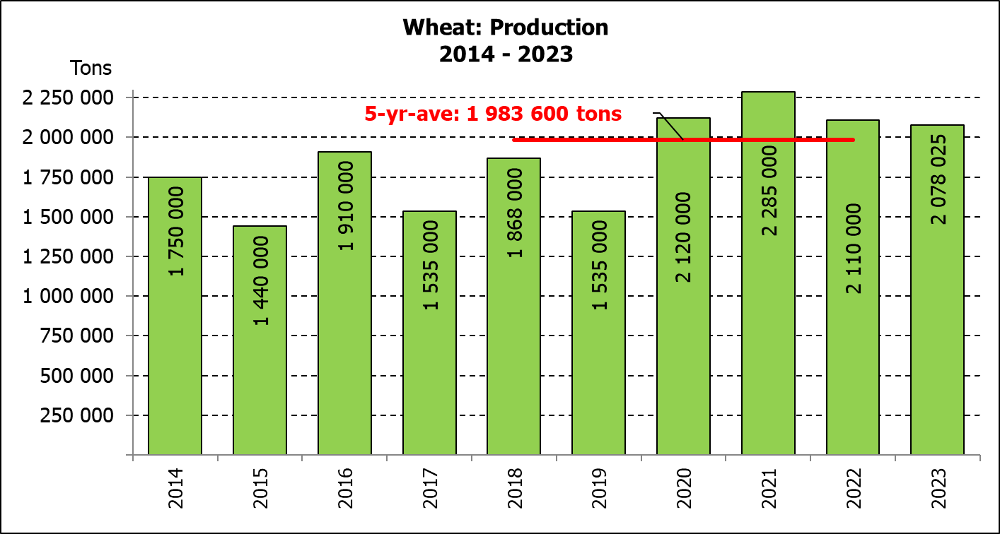 Wheat: Production
2014 - 2023
Tons
2 250 000
2 000 000
1 750 000
1 500 000
1 250 000
1 000 000
750 000
500 000
250 000
5-yr-ave: 1 983 600 tons
1 750 000
1 440 000
1 910 000
1 535 000
1 868 000
1 535 000
2 120 000
2 285 000
2 110 000
2 078 025
2014
2015
2016
2017
2018
2019
2020
2021
2022
2023